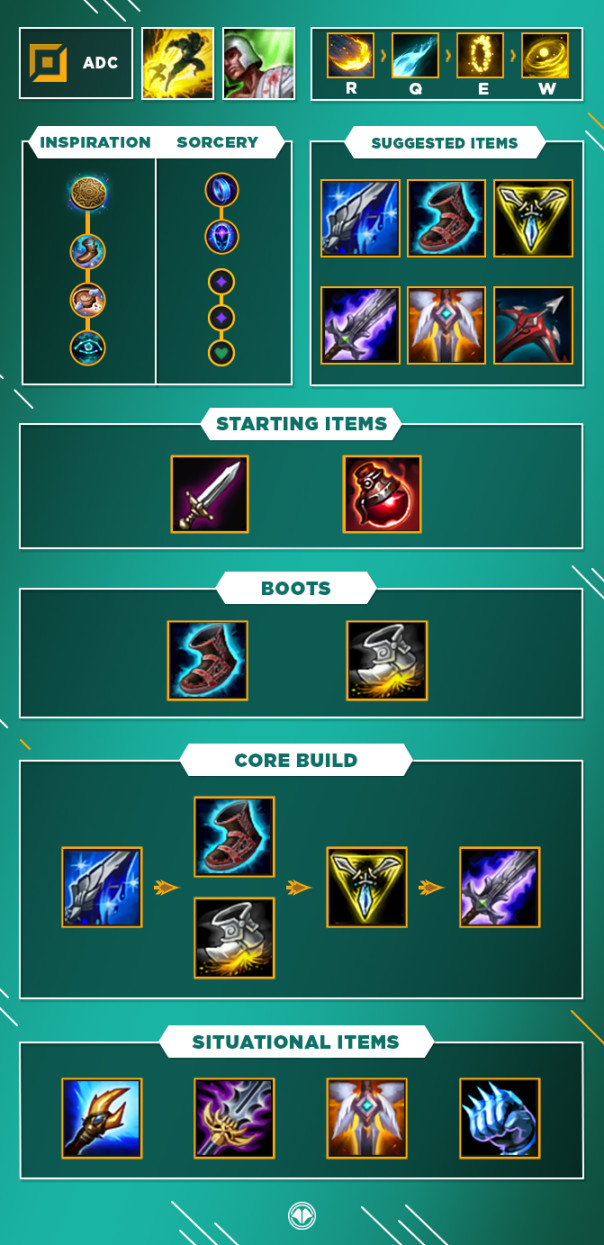 ADC
R Q E W
INSPIRATION SORCERY
SUGGESTED ITEMS
STARTING ITEMS
BOOTS
CORE BUILD
SITUATIONAL ITEMS